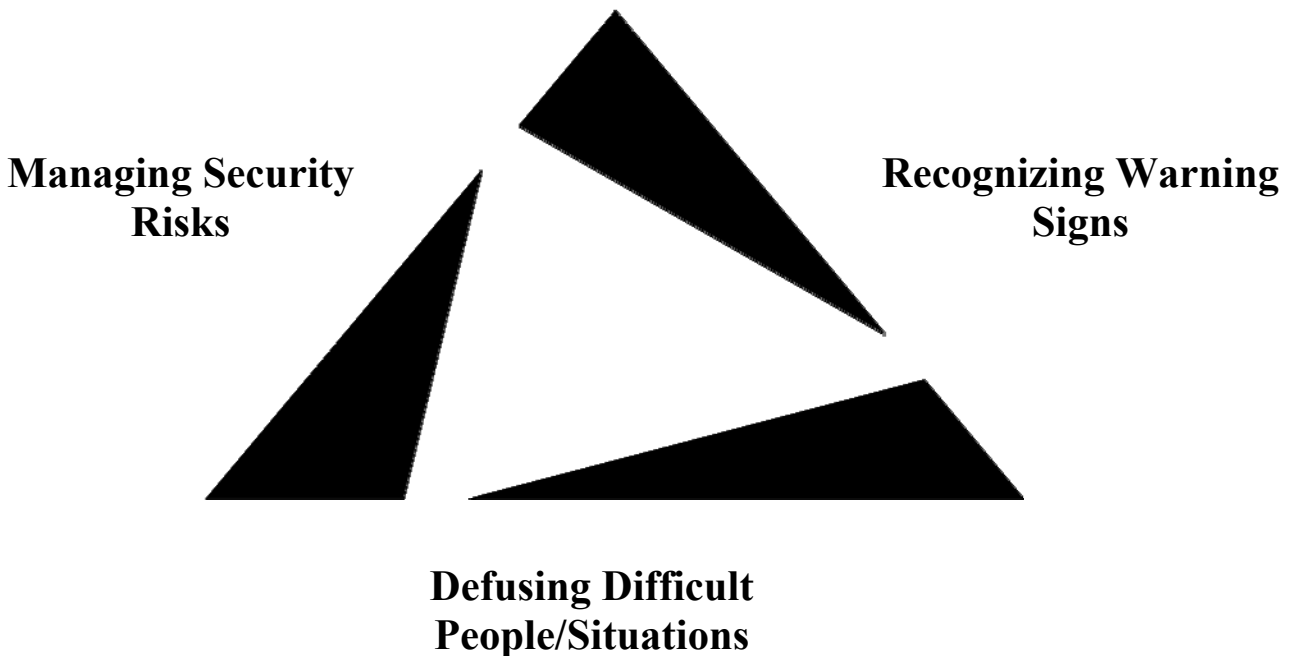 Managing Security
Risks
Recognizing Warning
Signs
Defusing Difficult
People/Situations